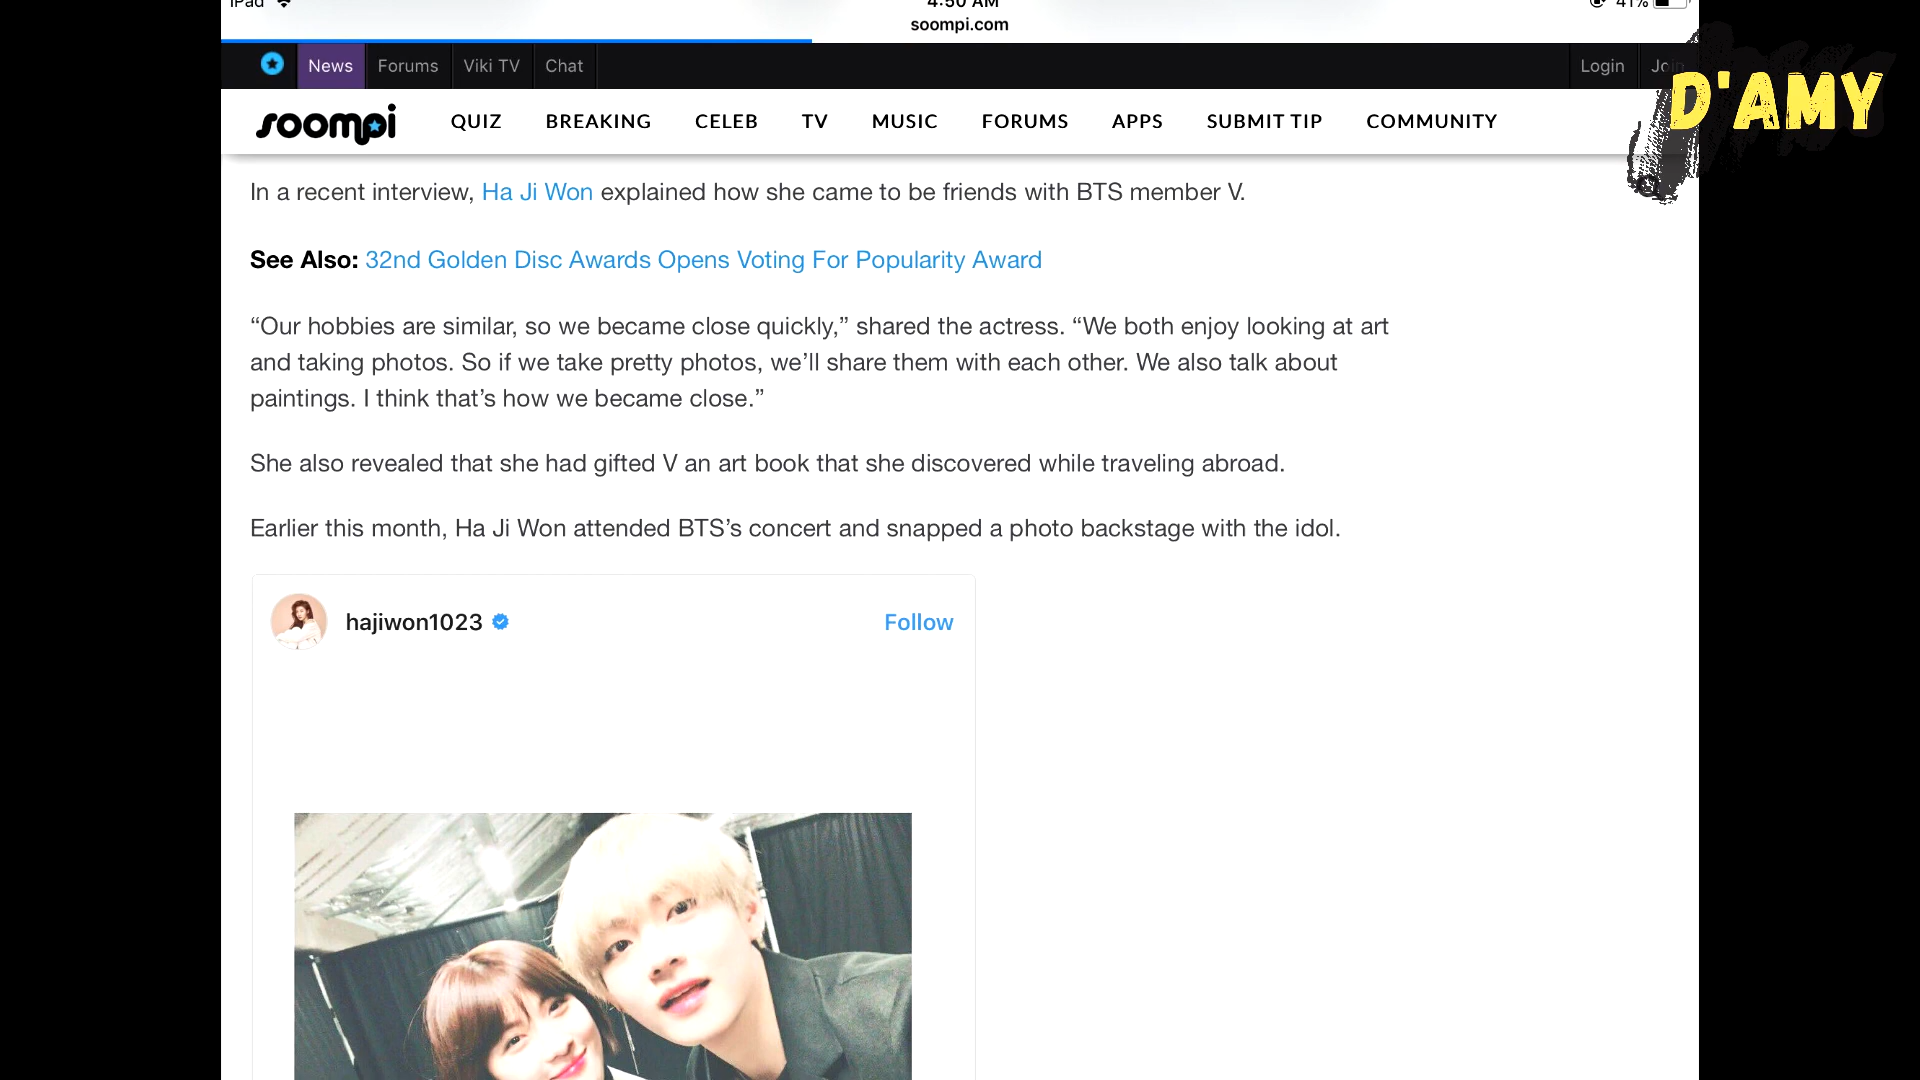 iPad 4:50 AM 41%
soompi.com
News Forums Viki TV Chat Login Join
soompi QUIZ BREAKING CELEB TV MUSIC FORUMS APPS SUBMIT TIP COMMUNITY
D'AMY
In a recent interview, Ha Ji Won explained how she came to be friends with BTS member V.
See Also: 32nd Golden Disc Awards Opens Voting For Popularity Award
“Our hobbies are similar, so we became close quickly,” shared the actress. “We both enjoy looking at art
and taking photos. So if we take pretty photos, we’ll share them with each other. We also talk about
paintings. I think that’s how we became close.”
She also revealed that she had gifted V an art book that she discovered while traveling abroad.
Earlier this month, Ha Ji Won attended BTS’s concert and snapped a photo backstage with the idol.
hajiwon1023 Follow